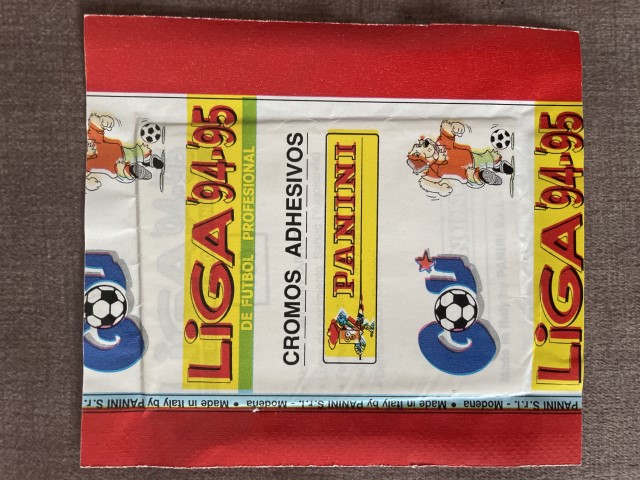 GOL
LiGA '94-'95
DE FUTBOL PROFESIONAL
CROMOS ADHESIVOS
PANINI
GOL
LiGA '94-'95
PANINI S.r.l. - Modena • Made in Italy by PANINI S.r.l. - Modena • Made in Italy by PANINI S.r.
Made in Italy by PANINI S.r.l.